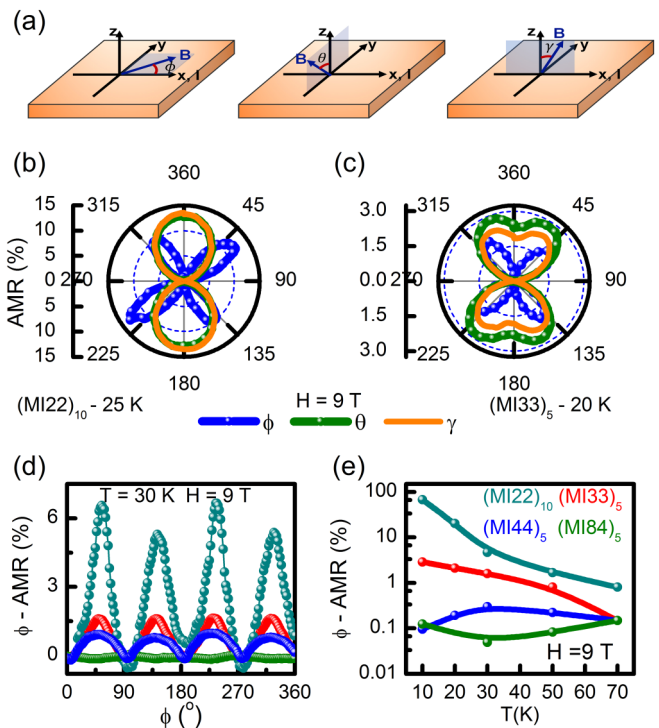 (a)
z y B ϕ x, I
z y B θ x, I
z y B γ x, I
(b) (c)
360 360
315 45 315 45
15 10 5 0 5 10 15
3.0 1.5 0.0 1.5 3.0
AMR (%)
270 90 270 90
225 135 225 135
180 180
(MI22)10 - 25 K H = 9 T (MI33)5 - 20 K
ϕ θ γ
(d) (e)
T = 30 K H = 9 T
ϕ - AMR (%)
6
3
0
0 90 180 270 360
ϕ (°)
(MI22)10 (MI33)5
(MI44)5 (MI84)5
ϕ - AMR (%)
100
10
1
0.1
0.01
H =9 T
10 20 30 40 50 60 70
T(K)